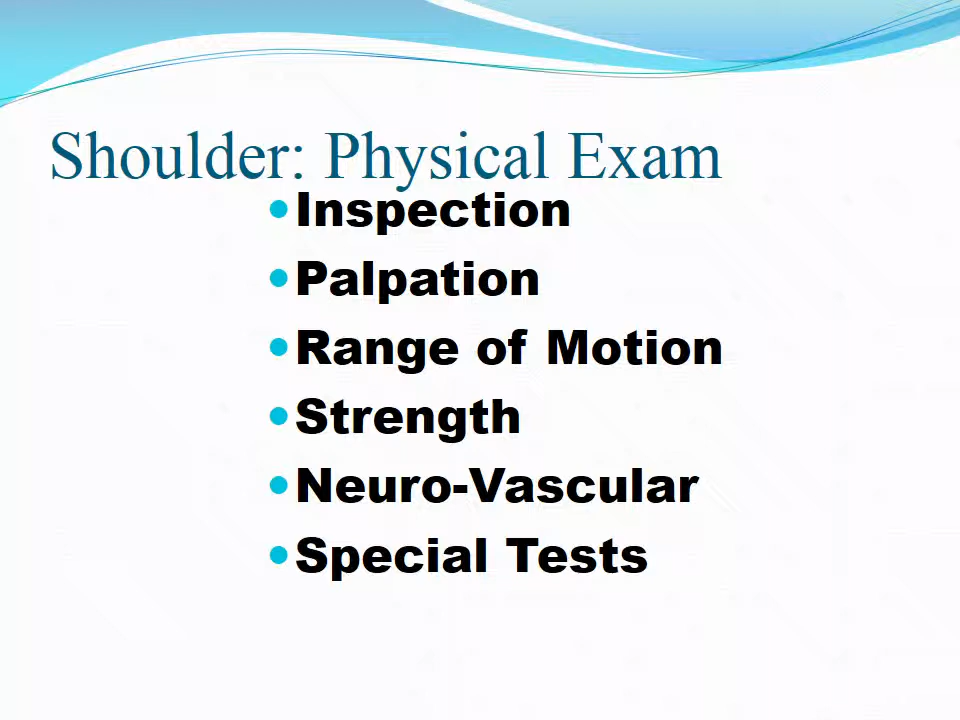 Shoulder: Physical Exam
Inspection
Palpation
Range of Motion
Strength
Neuro-Vascular
Special Tests